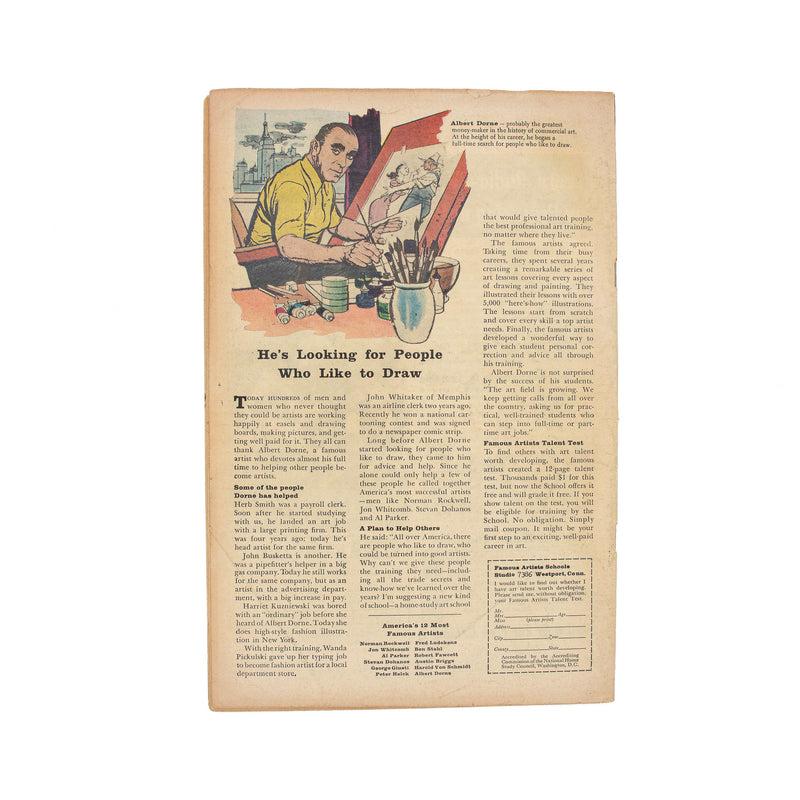 Albert Dorne — probably the greatest
money-maker in the history of commercial art.
At the height of his career, he began a
full-time search for people who like to draw.
He's Looking for People
Who Like to Draw
TODAY HUNDREDS of men and
women who never thought
they could be artists are working
happily at easels and drawing
boards, making pictures, and get-
ting well paid for it. They all can
thank Albert Dorne, a famous
artist who devotes almost his full
time to helping other people be-
come artists.
Some of the people
Dorne has helped
Herb Smith was a payroll clerk.
Soon after he started studying
with us, he landed an art job
with a large printing firm. This
was four years ago; today he's
head artist for the same firm.
John Busketta is another. He
was a pipefitter's helper in a big
gas company. Today he still works
for the same company, but as an
artist in the advertising depart-
ment, with a big increase in pay.
Harriet Kuzniewski was bored
with an "ordinary" job before she
heard of Albert Dorne. Today she
does high-style fashion illustra-
tion in New York.
With the right training, Wanda
Pickulski gave up her typing job
to become fashion artist for a local
department store.
John Whitaker of Memphis
was an airline clerk two years ago.
Recently he won a national car-
tooning contest and was signed
to do a newspaper comic strip.
Long before Albert Dorne
started looking for people who
like to draw, they came to him
for advice and help. Since he
alone could only help a few of
these people he called together
America's most successful artists
—men like Norman Rockwell,
Jon Whitcomb, Stevan Dohanos
and Al Parker.
A Plan to Help Others
He said: "All over America, there
are people who like to draw, who
could be turned into good artists.
Why can't we give these people
the training they need—includ-
ing all the trade secrets and
know-how we've learned over the
years? I'm suggesting a new kind
of school—a home-study art school
America's 12 Most
Famous Artists
Norman Rockwell Fred Ludekens
Jon Whitcomb Ben Stahl
Al Parker Robert Fawcett
Stevan Dohanos Austin Briggs
George Giusti Harold Von Schmidt
Peter Helck Albert Dorne
that would give talented people
the best professional art training,
no matter where they live."
The famous artists agreed.
Taking time from their busy
careers, they spent several years
creating a remarkable series of
art lessons covering every aspect
of drawing and painting. They
illustrated their lessons with over
5,000 "here's-how" illustrations.
The lessons start from scratch
and cover every skill a top artist
needs. Finally, the famous artists
developed a wonderful way to
give each student personal cor-
rection and advice all through
his training.
Albert Dorne is not surprised
by the success of his students.
"The art field is growing. We
keep getting calls from all over
the country, asking us for prac-
tical, well-trained students who
can step into full-time or part-
time art jobs."
Famous Artists Talent Test
To find others with art talent
worth developing, the famous
artists created a 12-page talent
test. Thousands paid $1 for this
test, but now the School offers it
free and will grade it free. If you
show talent on the test, you will
be eligible for training by the
School. No obligation. Simply
mail coupon. It might be your
first step to an exciting, well-paid
career in art.
Famous Artists Schools
Studio 7306 Westport, Conn.
I would like to find out whether I
have art talent worth developing.
Please send me, without obligation,
your Famous Artists Talent Test.
Mr.
Mrs. Age
Miss (please print)
Address
City Zone
County State
Accredited by the Accrediting
Commission of the National Home
Study Council, Washington, D.C.